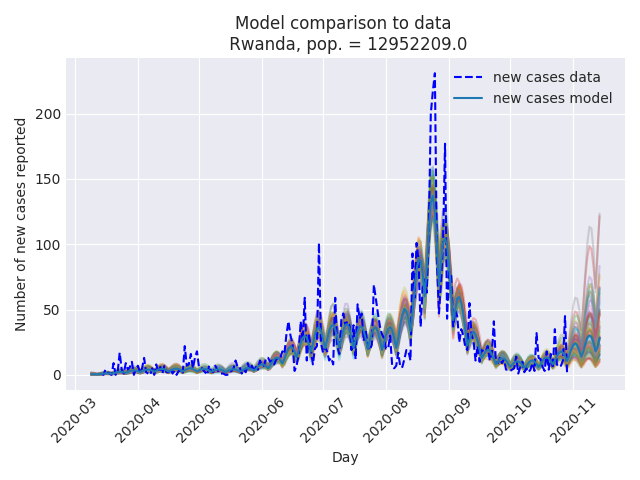 Model comparison to data
Rwanda, pop. = 12952209.0
new cases data
new cases model
Number of new cases reported
200
150
100
50
0
2020-03
2020-04
2020-05
2020-06
2020-07
2020-08
2020-09
2020-10
2020-11
Day